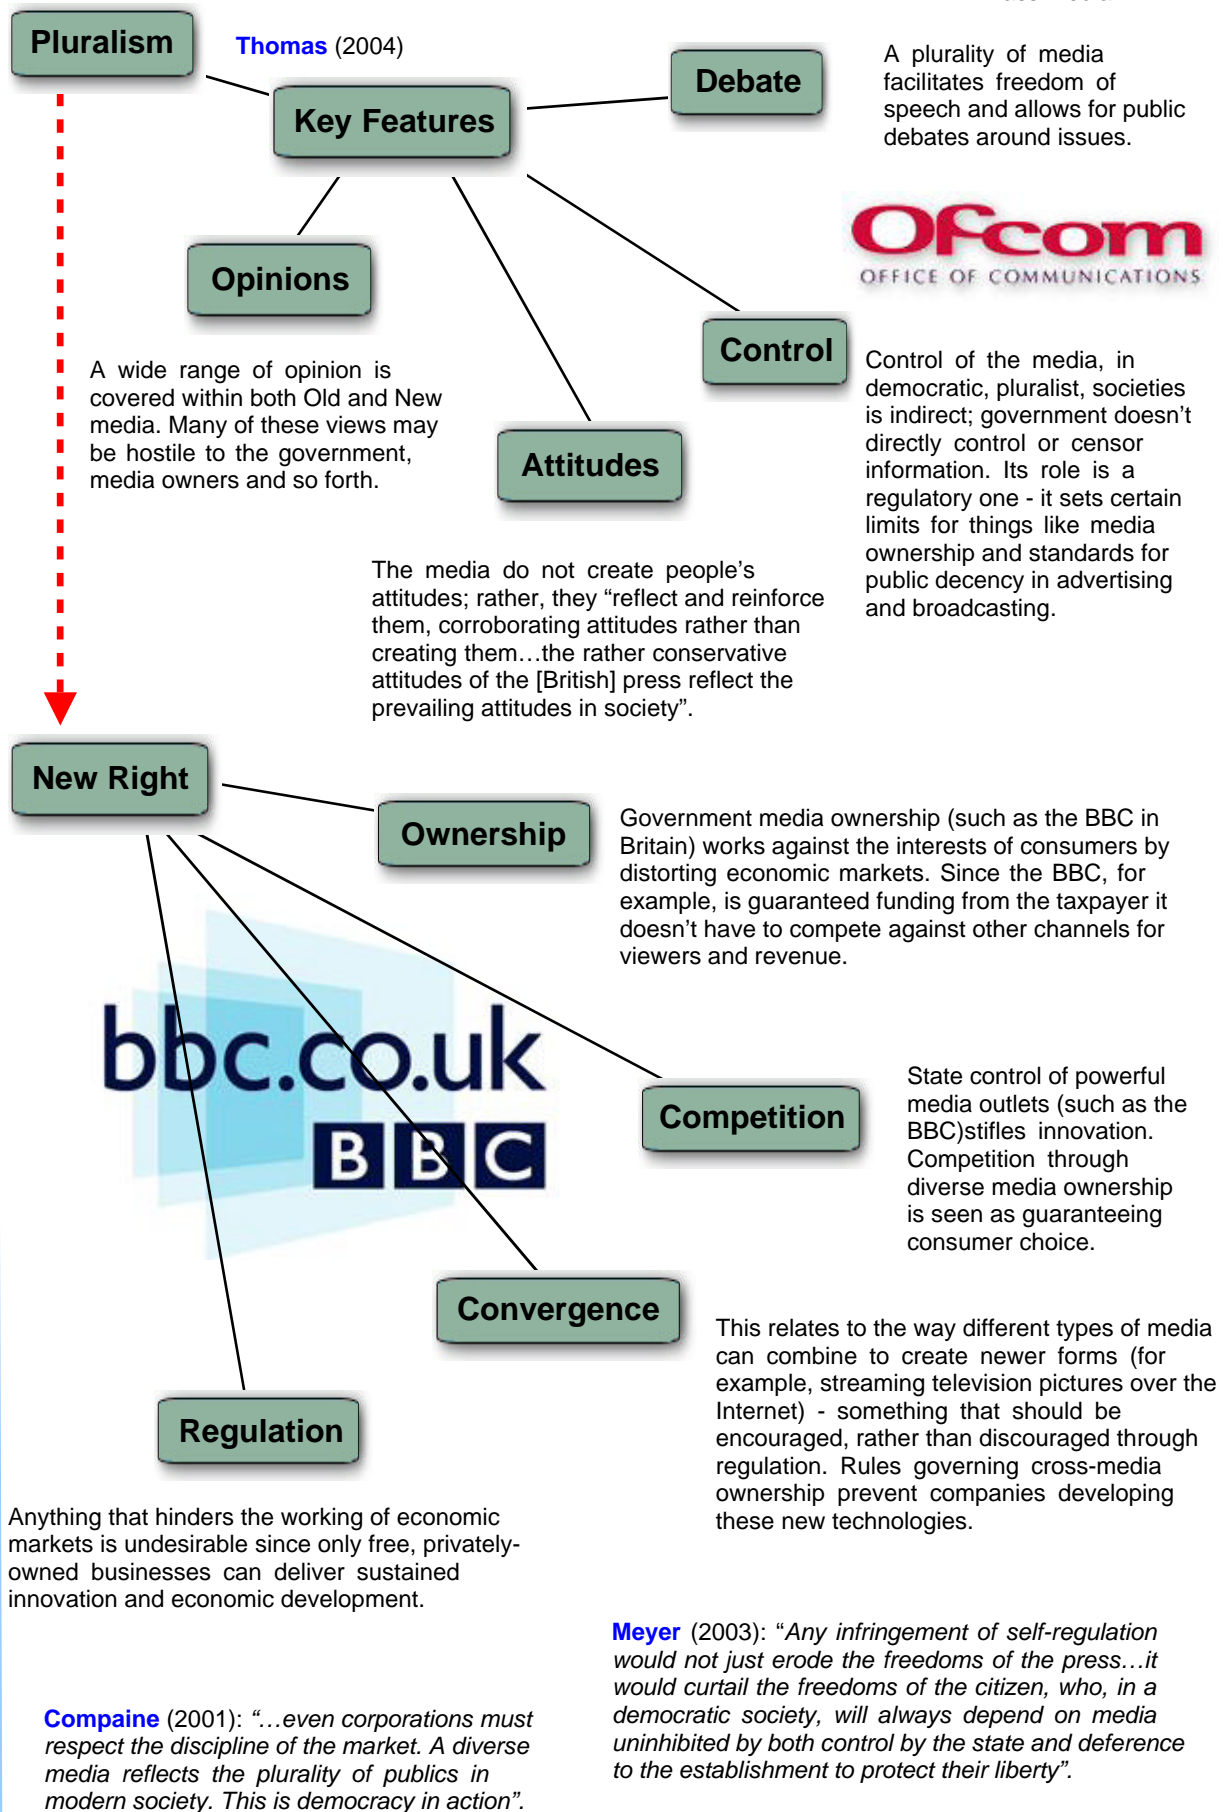 Pluralism
Thomas (2004)
Key Features
Debate
A plurality of media
facilitates freedom of
speech and allows for public
debates around issues.
Ofcom
OFFICE OF COMMUNICATIONS
Opinions
A wide range of opinion is
covered within both Old and New
media. Many of these views may
be hostile to the government,
media owners and so forth.
Control
Control of the media, in
democratic, pluralist, societies
is indirect; government doesn’t
directly control or censor
information. Its role is a
regulatory one - it sets certain
limits for things like media
ownership and standards for
public decency in advertising
and broadcasting.
Attitudes
The media do not create people’s
attitudes; rather, they “reflect and reinforce
them, corroborating attitudes rather than
creating them…the rather conservative
attitudes of the [British] press reflect the
prevailing attitudes in society”.
New Right
Ownership
Government media ownership (such as the BBC in
Britain) works against the interests of consumers by
distorting economic markets. Since the BBC, for
example, is guaranteed funding from the taxpayer it
doesn’t have to compete against other channels for
viewers and revenue.
bbc.co.uk
BBC
Competition
State control of powerful
media outlets (such as the
BBC)stifles innovation.
Competition through
diverse media ownership
is seen as guaranteeing
consumer choice.
Convergence
This relates to the way different types of media
can combine to create newer forms (for
example, streaming television pictures over the
Internet) - something that should be
encouraged, rather than discouraged through
regulation. Rules governing cross-media
ownership prevent companies developing
these new technologies.
Regulation
Anything that hinders the working of economic
markets is undesirable since only free, privately-
owned businesses can deliver sustained
innovation and economic development.
Meyer (2003): “Any infringement of self-regulation
would not just erode the freedoms of the press…it
would curtail the freedoms of the citizen, who, in a
democratic society, will always depend on media
uninhibited by both control by the state and deference
to the establishment to protect their liberty”.
Compaine (2001): “…even corporations must
respect the discipline of the market. A diverse
media reflects the plurality of publics in
modern society. This is democracy in action”.